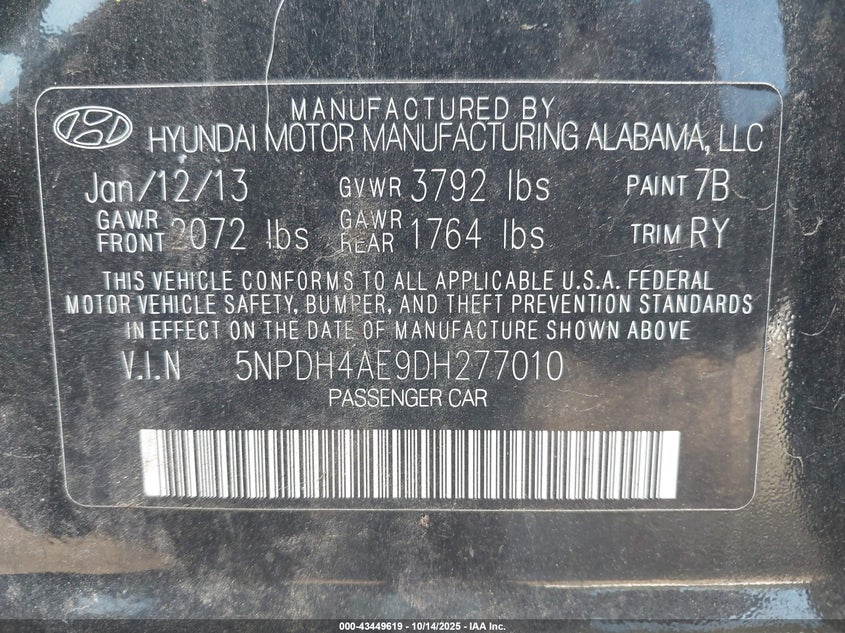 MANUFACTURED BY
HYUNDAI MOTOR MANUFACTURING ALABAMA, LLC
Jan/12/13 GVWR 3792 lbs PAINT 7B
GAWR FRONT 2072 lbs GAWR REAR 1764 lbs TRIM RY
THIS VEHICLE CONFORMS TO ALL APPLICABLE U.S.A. FEDERAL
MOTOR VEHICLE SAFETY, BUMPER, AND THEFT PREVENTION STANDARDS
IN EFFECT ON THE DATE OF MANUFACTURE SHOWN ABOVE.
V.I.N 5NPDH4AE9DH277010
PASSENGER CAR
000-43449619 - 10/14/2025 - IAA Inc.